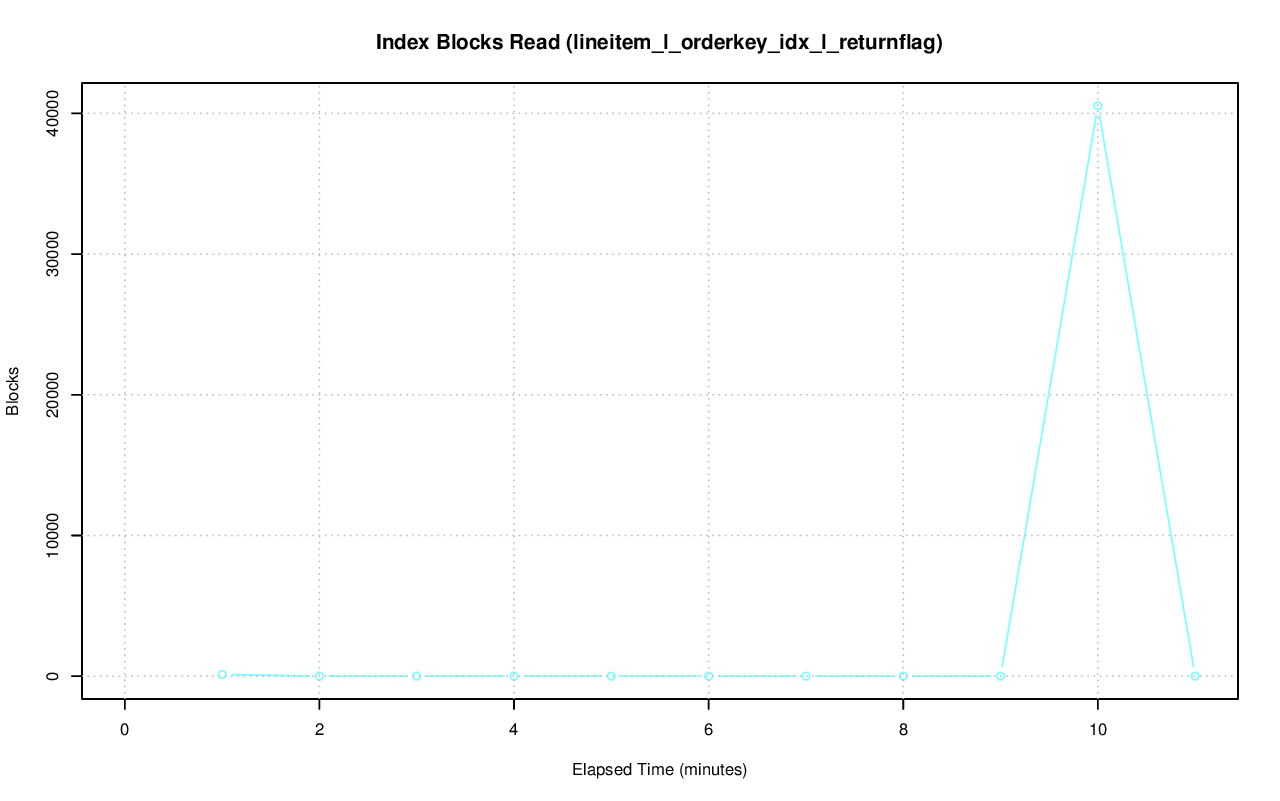 Index Blocks Read (lineitem_l_orderkey_idx_l_returnflag)
Blocks
40000
30000
20000
10000
0
0 2 4 6 8 10
Elapsed Time (minutes)